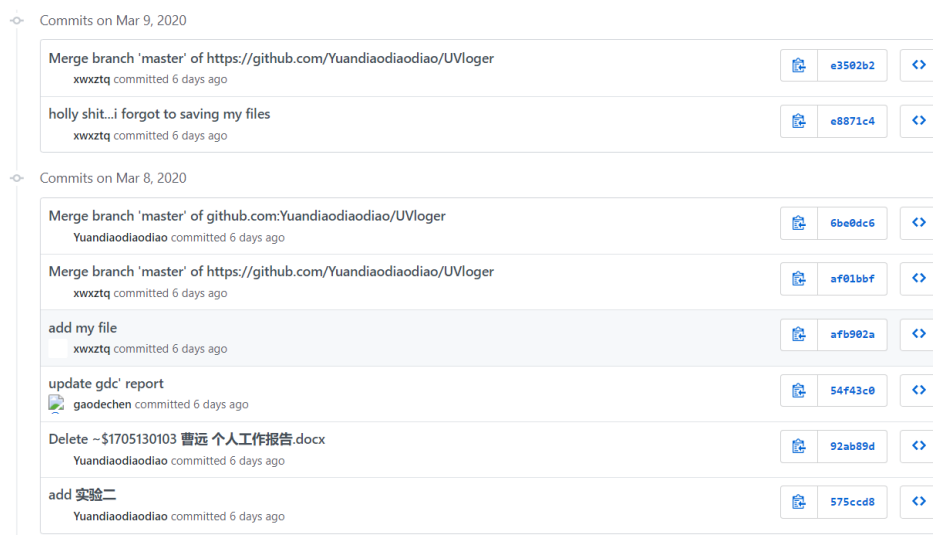 Commits on Mar 9, 2020
Merge branch 'master' of https://github.com/Yuandiaodiaodiao/UVloger
e3502b2
xwxztq committed 6 days ago
holly shit...i forgot to saving my files
e8871c4
xwxztq committed 6 days ago
Commits on Mar 8, 2020
Merge branch 'master' of github.com:Yuandiaodiaodiao/UVloger
6be0dc6
Yuandiaodiaodiao committed 6 days ago
Merge branch 'master' of https://github.com/Yuandiaodiaodiao/UVloger
af01bbf
xwxztq committed 6 days ago
add my file
afb902a
xwxztq committed 6 days ago
update gdc' report
54f43c0
gaodechen committed 6 days ago
Delete ~$1705130103 曹远 个人工作报告.docx
92ab89d
Yuandiaodiaodiao committed 6 days ago
add 实验二
575ccd8
Yuandiaodiaodiao committed 6 days ago